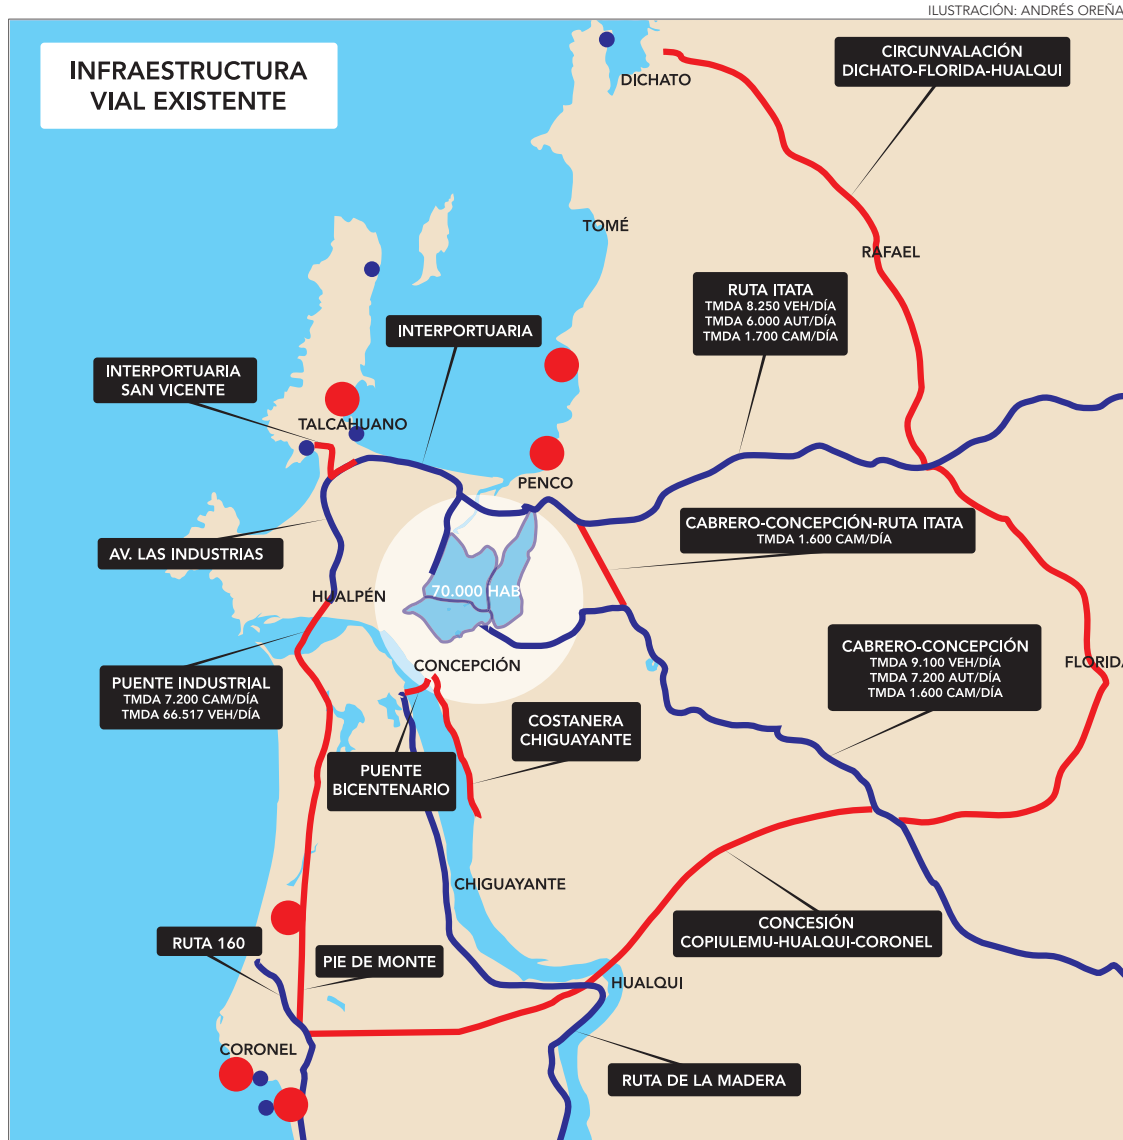 ILUSTRACIÓN: ANDRÉS OREÑA
INFRAESTRUCTURA
VIAL EXISTENTE
CIRCUNVALACIÓN
DICHATO-FLORIDA-HUALQUI
DICHATO
TOMÉ
RAFAEL
RUTA ITATA
TMDA 8.250 VEH/DÍA
TMDA 6.000 AUT/DÍA
TMDA 1.700 CAM/DÍA
INTERPORTUARIA
INTERPORTUARIA
SAN VICENTE
TALCAHUANO
PENCO
CABRERO-CONCEPCIÓN-RUTA ITATA
TMDA 1.600 CAM/DÍA
AV. LAS INDUSTRIAS
70.000 HAB
HUALPÉN
CABRERO-CONCEPCIÓN
TMDA 9.100 VEH/DÍA
TMDA 7.200 AUT/DÍA
TMDA 1.600 CAM/DÍA
FLORIDA
CONCEPCIÓN
PUENTE INDUSTRIAL
TMDA 7.200 CAM/DÍA
TMDA 66.517 VEH/DÍA
COSTANERA
CHIGUAYANTE
PUENTE
BICENTENARIO
CHIGUAYANTE
CONCESIÓN
COPIULEMU-HUALQUI-CORONEL
RUTA 160
PIE DE MONTE
HUALQUI
CORONEL
RUTA DE LA MADERA